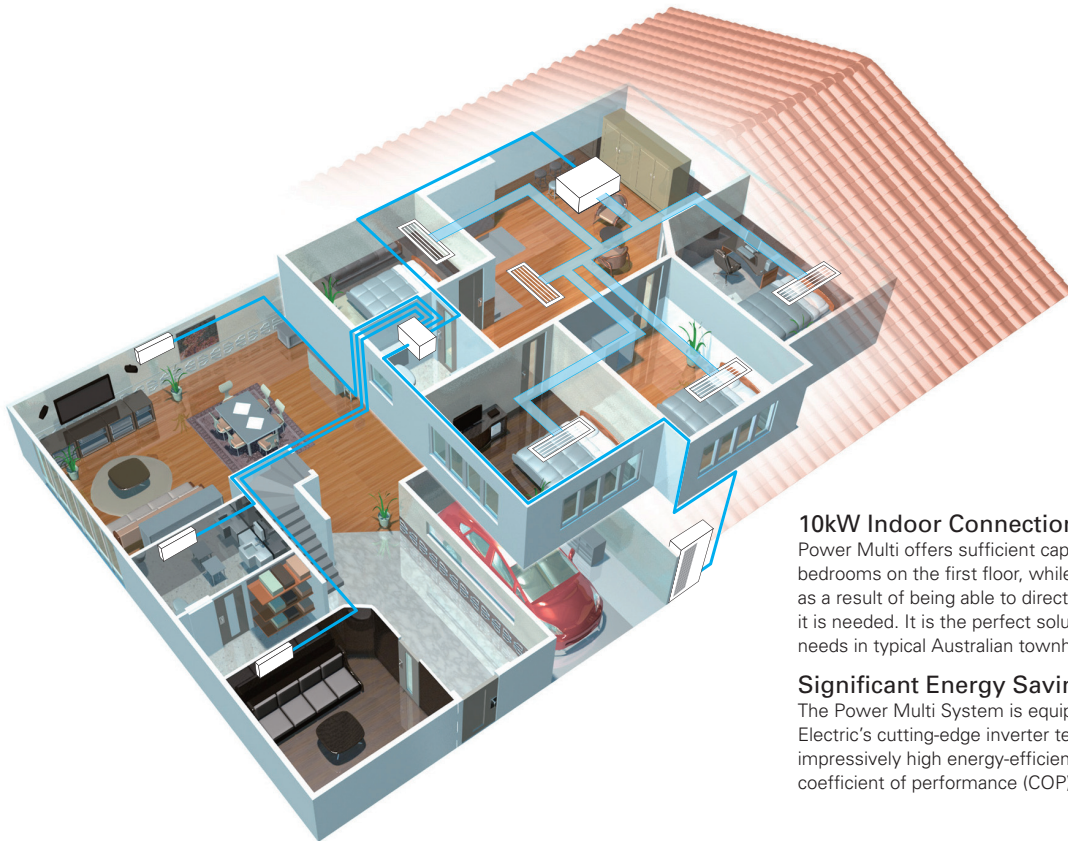 10kW Indoor Connection
Power Multi offers sufficient cap
bedrooms on the first floor, while
as a result of being able to direct
it is needed. It is the perfect solu
needs in typical Australian townh
Significant Energy Savin
The Power Multi System is equip
Electric’s cutting-edge inverter te
impressively high energy-efficien
coefficient of performance (COP)